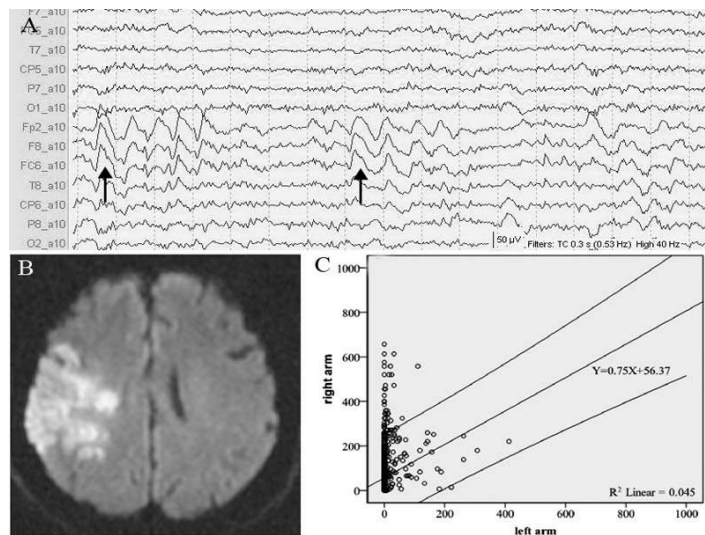 A
F7_a10
FC5_a10
T7_a10
CP5_a10
P7_a10
O1_a10
Fp2_a10
F8_a10
FC6_a10
T8_a10
CP6_a10
P8_a10
O2_a10
50 µV
Filters: TC 0.3 s (0.53 Hz) High 40 Hz
B
C
1000
800
600
400
200
0
right arm
Y=0.75X+56.37
R² Linear = 0.045
0 200 400 600 800 1000
left arm